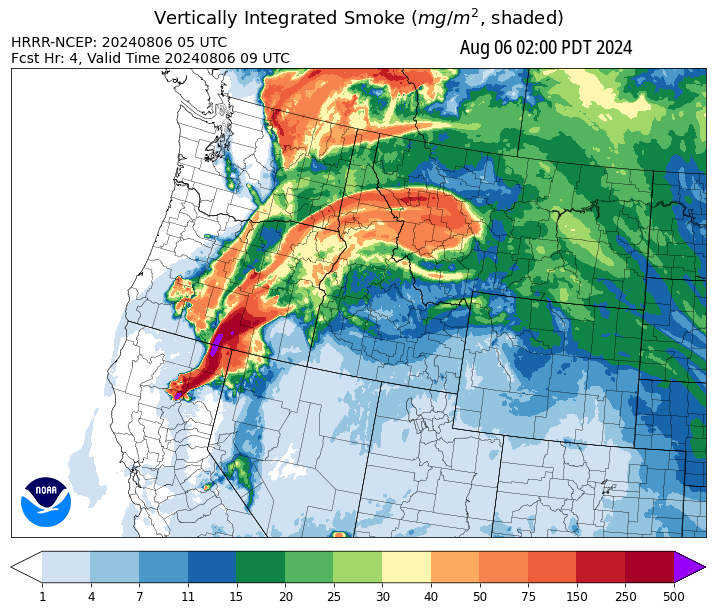 Vertically Integrated Smoke (mg/m², shaded)
HRRR-NCEP: 20240806 05 UTC
Fcst Hr: 4, Valid Time 20240806 09 UTC
Aug 06 02:00 PDT 2024
NOAA
1 4 7 11 15 20 25 30 40 50 75 150 250 500